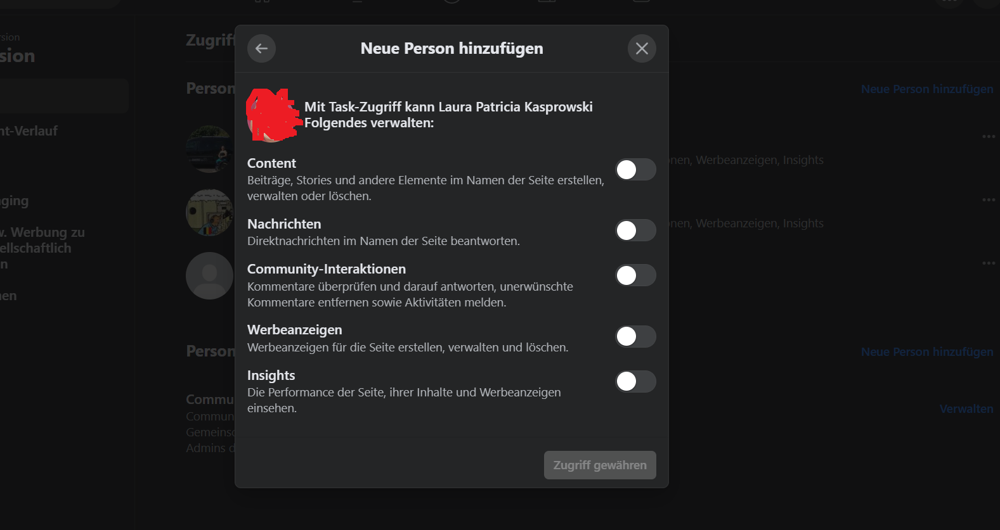 rsion
sion
nt-Verlauf
ging
w. Werbung zu
ellschaftlich
n
nen
Zugriff
Person
Neue Person hinzufügen
onen, Werbeanzeigen, Insights
onen, Werbeanzeigen, Insights
Person
Neue Person hinzufügen
Commu
Commun
Gemeinsc
Admins d
Verwalten
Neue Person hinzufügen
Mit Task-Zugriff kann Laura Patricia Kasprowski
Folgendes verwalten:
Content
Beiträge, Stories und andere Elemente im Namen der Seite erstellen,
verwalten oder löschen.
Nachrichten
Direktnachrichten im Namen der Seite beantworten.
Community-Interaktionen
Kommentare überprüfen und darauf antworten, unerwünschte
Kommentare entfernen sowie Aktivitäten melden.
Werbeanzeigen
Werbeanzeigen für die Seite erstellen, verwalten und löschen.
Insights
Die Performance der Seite, ihrer Inhalte und Werbeanzeigen
einsehen.
Zugriff gewähren